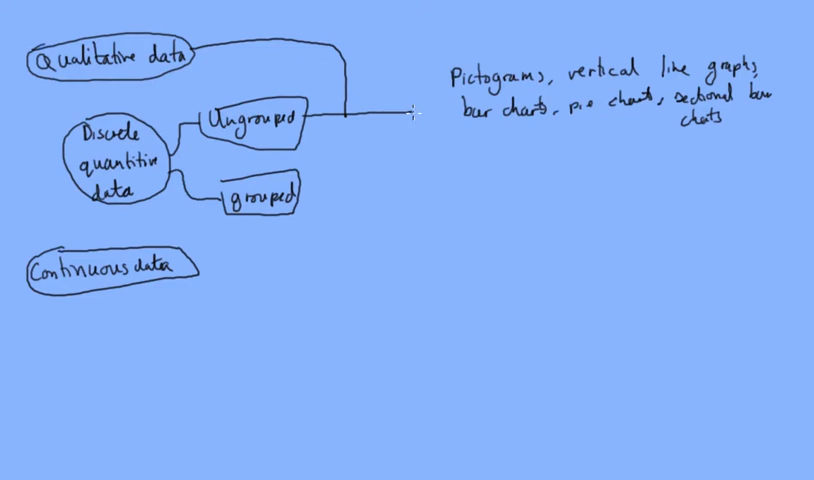 Qualitative data
Pictograms, vertical line graphs,
bar charts, pie charts, sectional bar
charts
Ungrouped
Discrete
quantitive
data
grouped
Continuous data